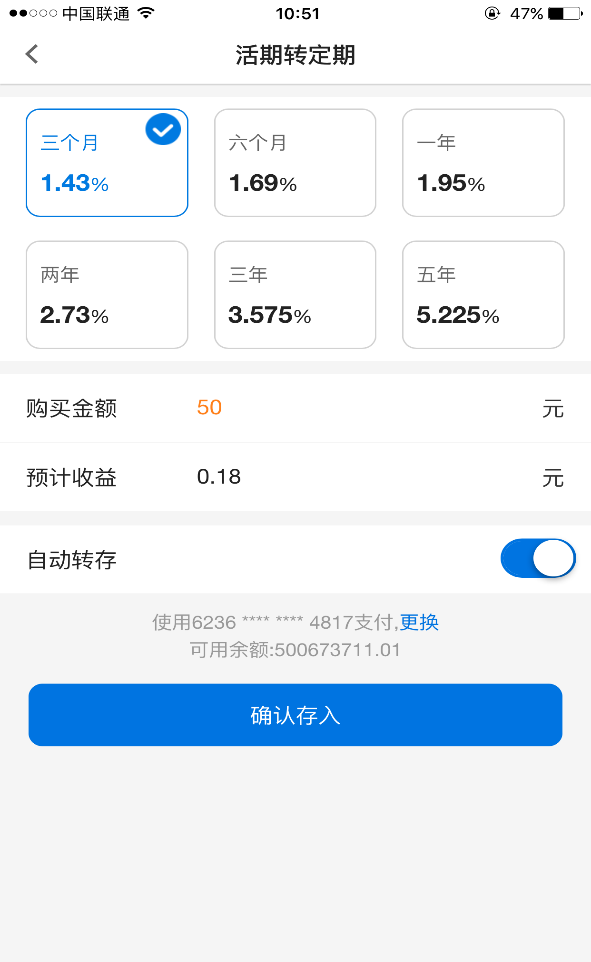 中国联通 10:51 47%
活期转定期
三个月 六个月 一年
1.43% 1.69% 1.95%
两年 三年 五年
2.73% 3.575% 5.225%
购买金额 50 元
预计收益 0.18 元
自动转存
使用6236 **** **** 4817支付,更换
可用余额:500673711.01
确认存入